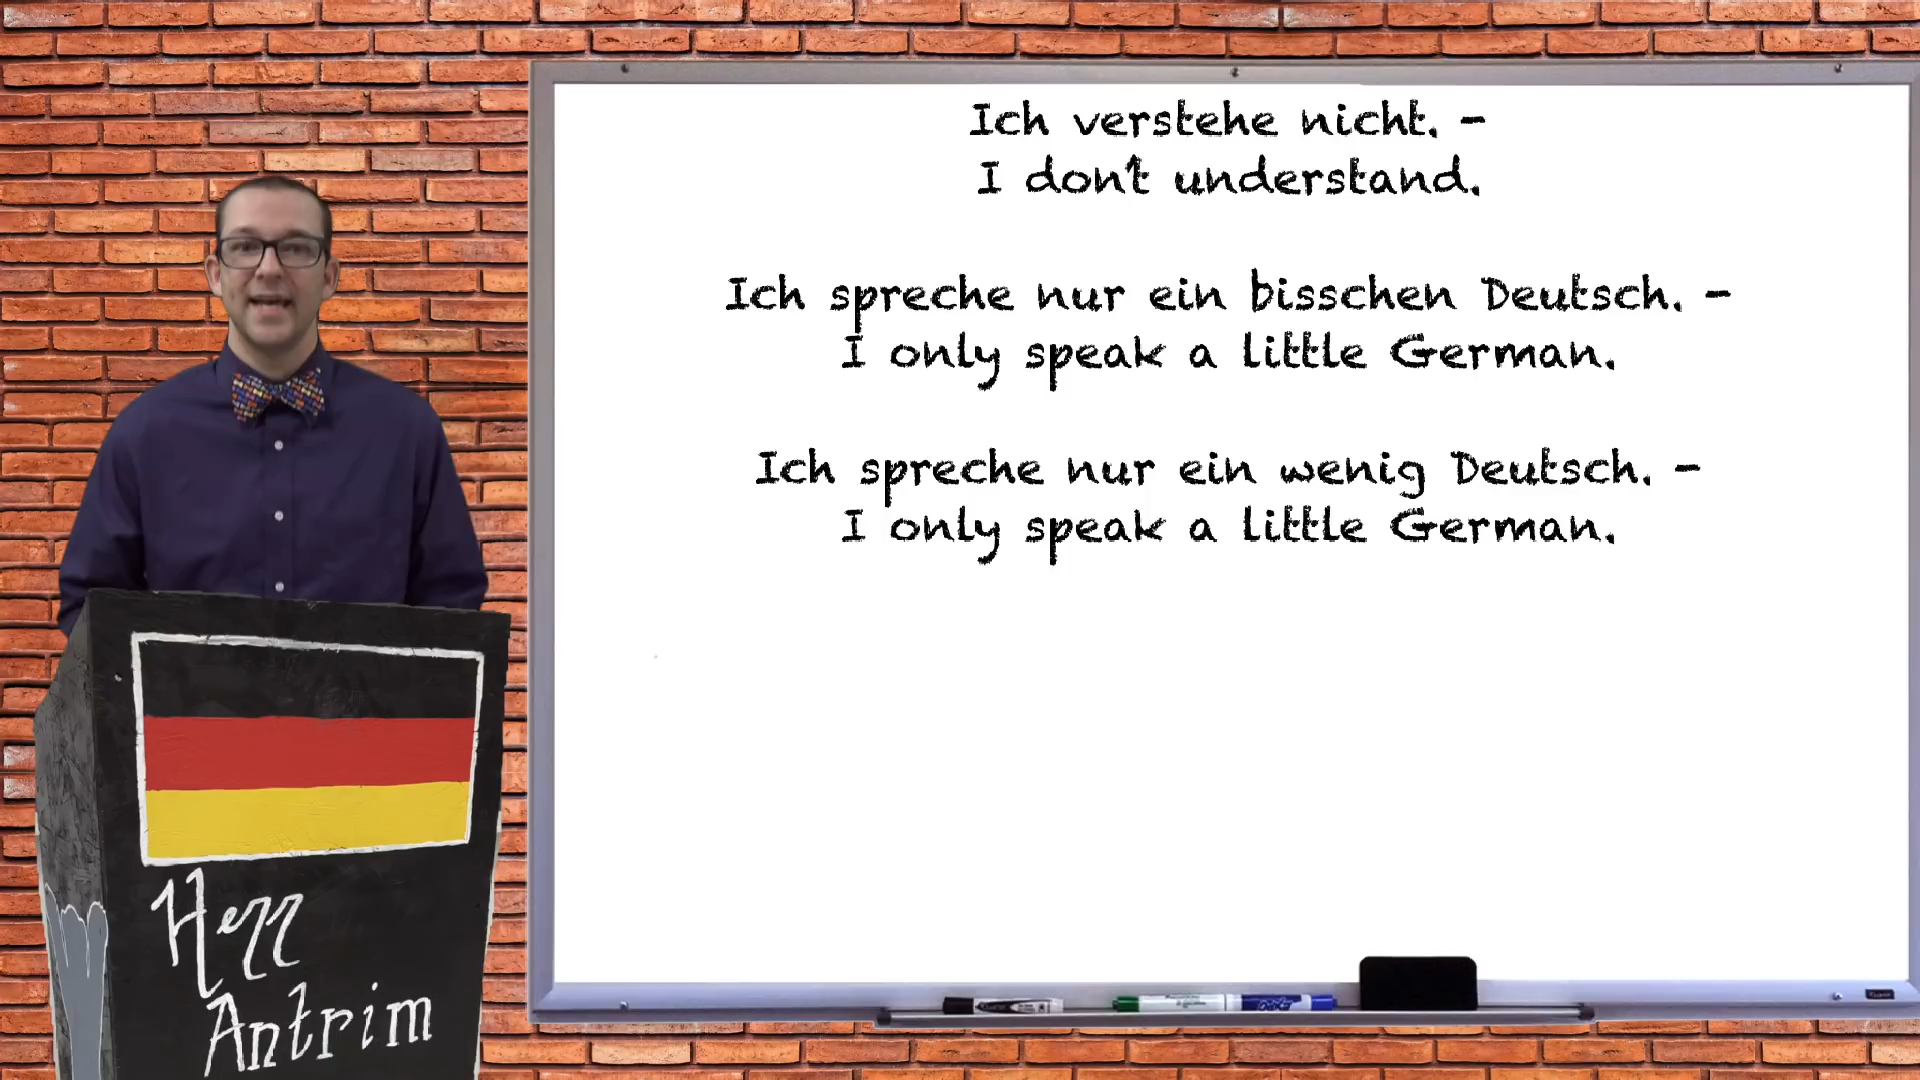 Ich verstehe nicht. -
I don't understand.
Ich spreche nur ein bisschen Deutsch. -
I only speak a little German.
Ich spreche nur ein wenig Deutsch. -
I only speak a little German.
Herr
Antrim